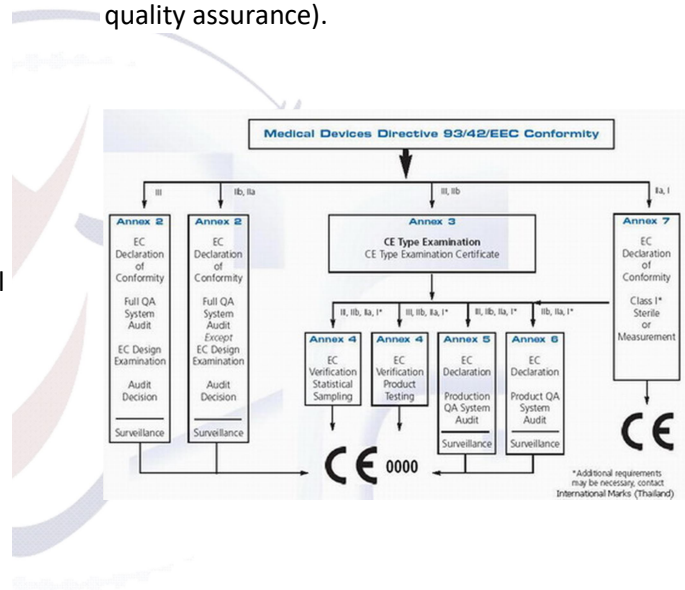 quality assurance).
Medical Devices Directive 93/42/EEC Conformity
III
IIb, IIa
III, IIb
IIa, I
Annex 2
EC
Declaration
of
Conformity
Full QA
System
Audit
EC Design
Examination
Audit
Decision
Surveillance
Annex 2
EC
Declaration
of
Conformity
Full QA
System
Audit
Except
EC Design
Examination
Audit
Decision
Surveillance
Annex 3
CE Type Examination
CE Type Examination Certificate
Annex 7
EC
Declaration
of
Conformity
Class I*
Sterile
or
Measurement
III, IIb, IIa, I*
III, IIb, IIa, I*
III, IIb, IIa, I*
IIb, IIa, I*
Annex 4
EC
Verification
Statistical
Sampling
Annex 4
EC
Verification
Product
Testing
Annex 5
EC
Declaration
Production
QA System
Audit
Surveillance
Annex 6
EC
Declaration
Product QA
System
Audit
Surveillance
CE 0000
CE
*Additional requirements
may be necessary, contact
International Marks (Thailand)